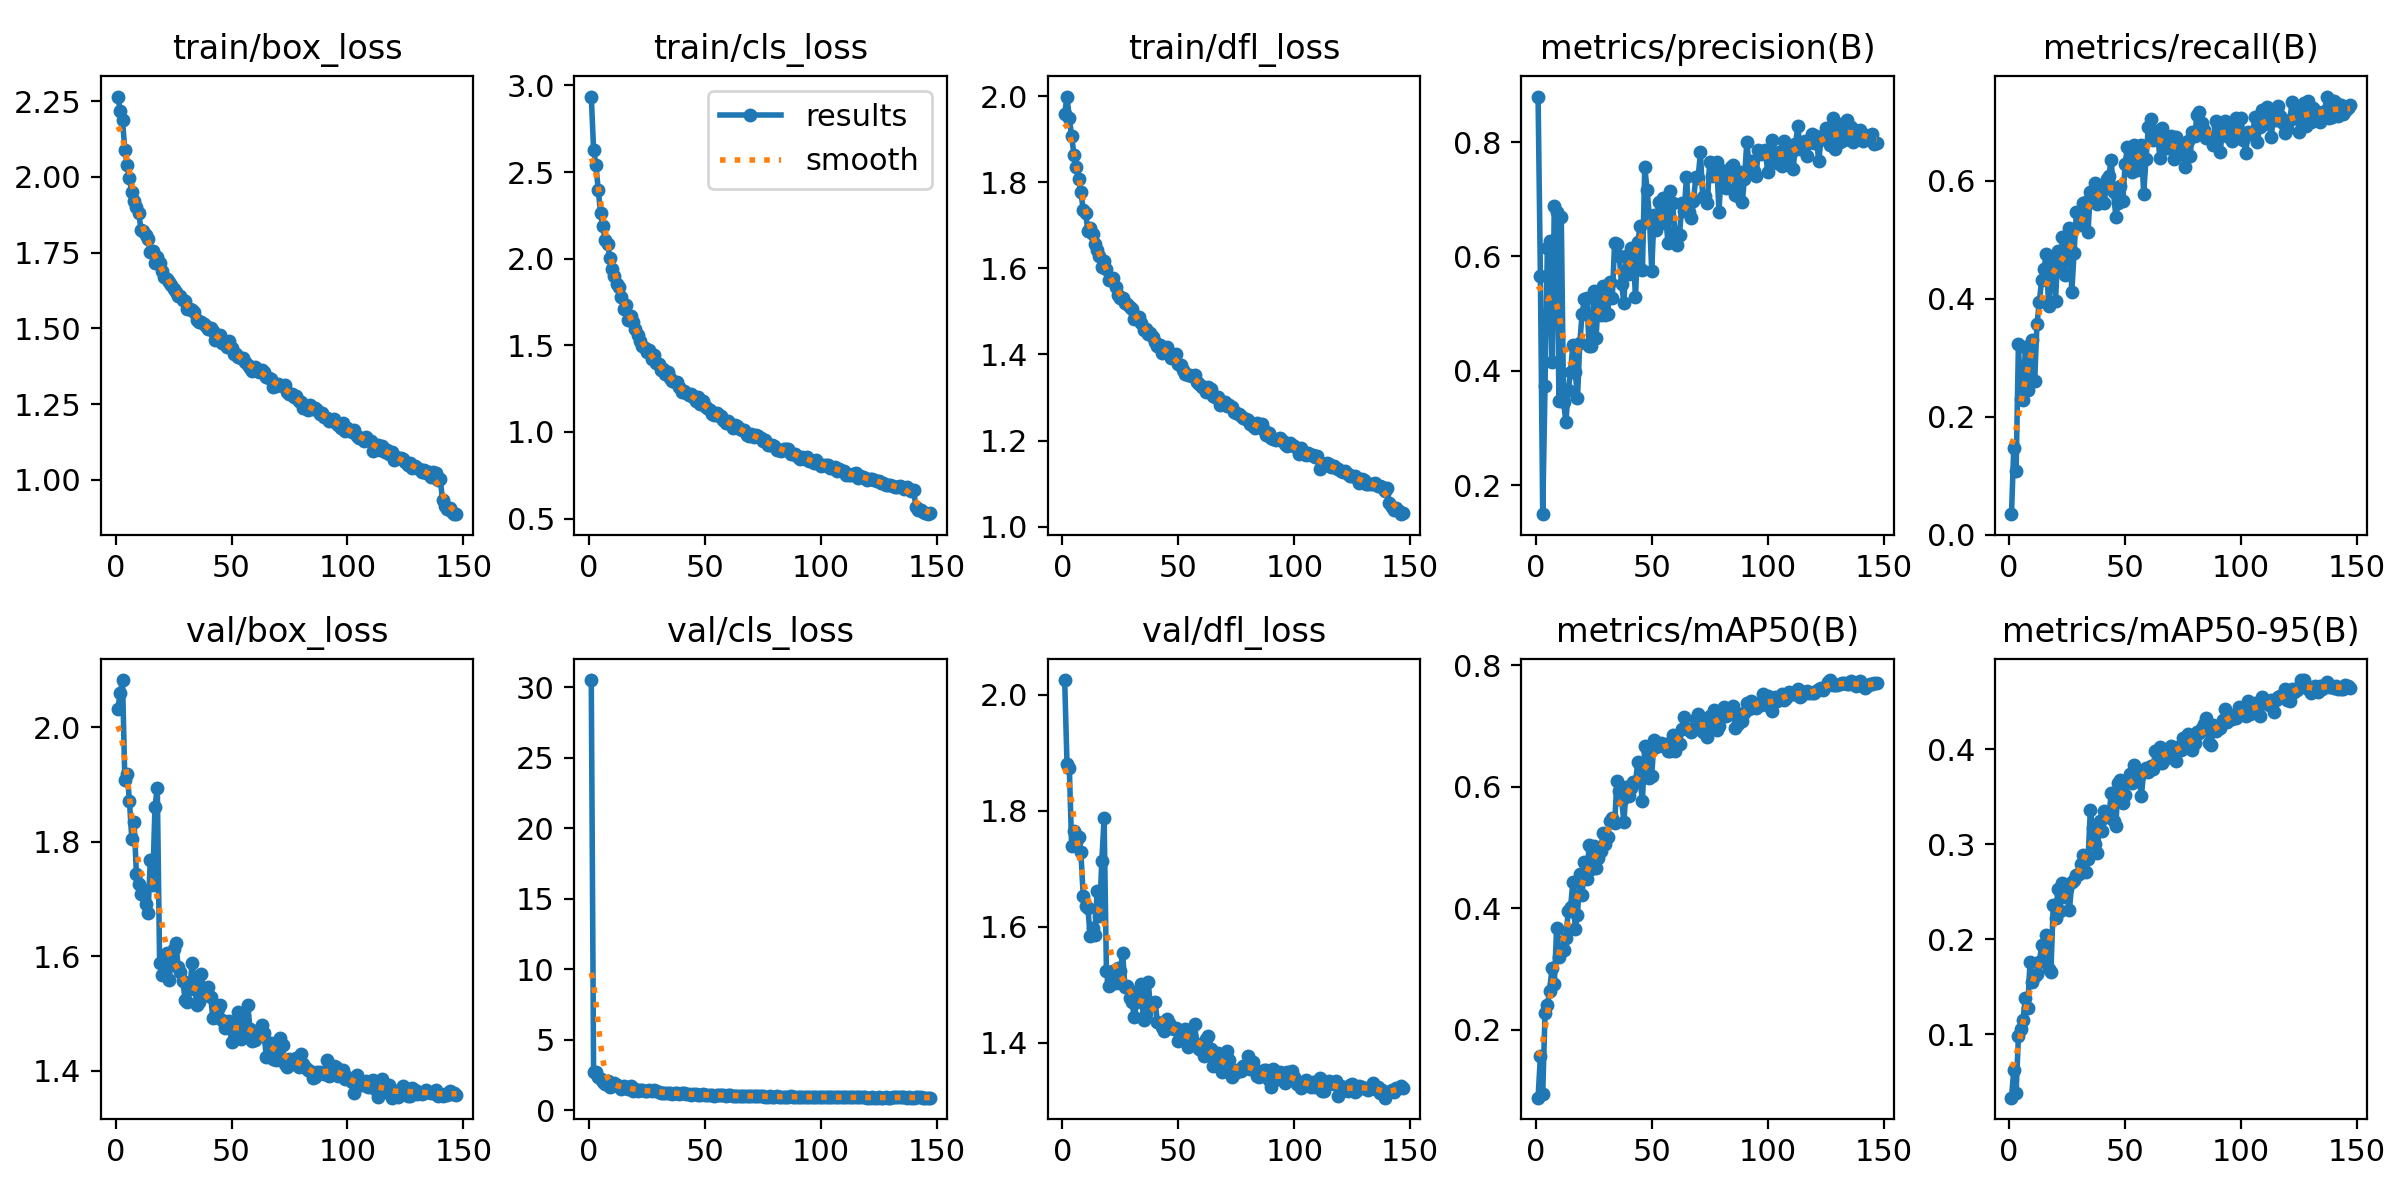 train/box_loss
2.25
2.00
1.75
1.50
1.25
1.00
0 50 100 150
train/cls_loss
3.0
2.5
2.0
1.5
1.0
0.5
results
smooth
0 50 100 150
train/dfl_loss
2.0
1.8
1.6
1.4
1.2
1.0
0 50 100 150
metrics/precision(B)
0.8
0.6
0.4
0.2
0 50 100 150
metrics/recall(B)
0.6
0.4
0.2
0.0
0 50 100 150
val/box_loss
2.0
1.8
1.6
1.4
0 50 100 150
val/cls_loss
30
25
20
15
10
5
0
0 50 100 150
val/dfl_loss
2.0
1.8
1.6
1.4
0 50 100 150
metrics/mAP50(B)
0.8
0.6
0.4
0.2
0 50 100 150
metrics/mAP50-95(B)
0.4
0.3
0.2
0.1
0 50 100 150